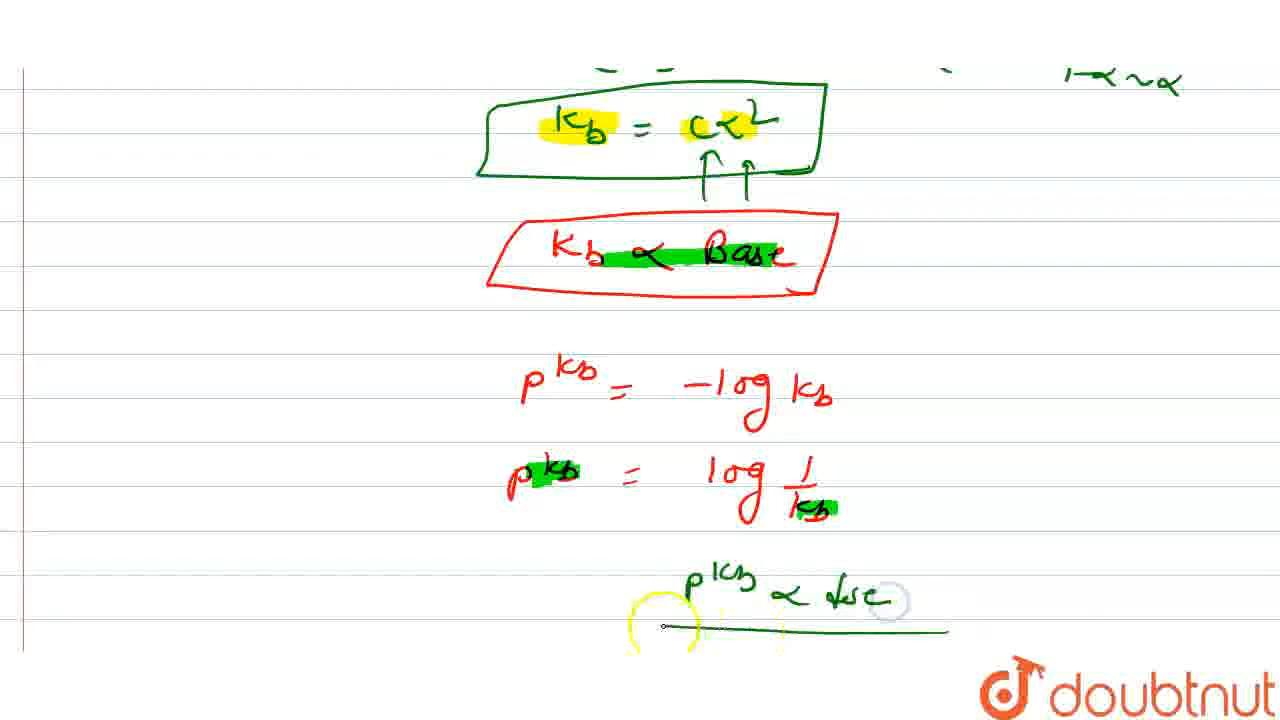 1-α ~ α
Kb = cα²
Kb ∝ Base
pKb = -log Kb
pKb = log 1/Kb
pKb ∝
doubtnut